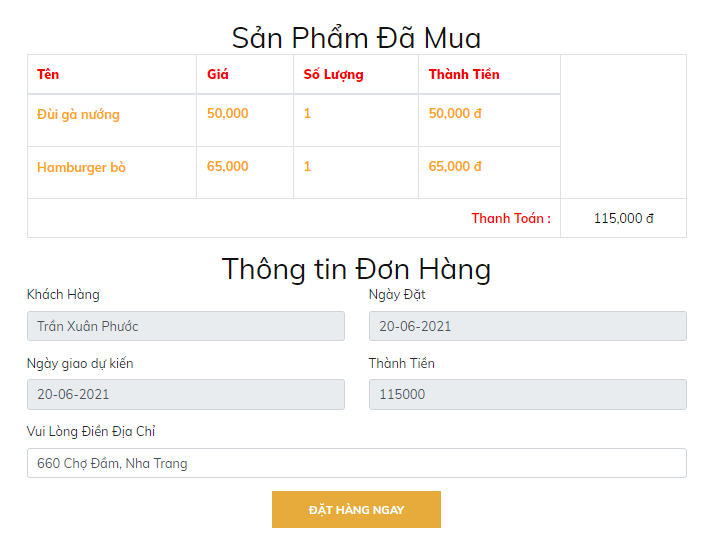 Sản Phẩm Đã Mua
Tên Giá Số Lượng Thành Tiền
Đùi gà nướng 50,000 1 50,000 đ
Hamburger bò 65,000 1 65,000 đ
Thanh Toán : 115,000 đ
Thông tin Đơn Hàng
Khách Hàng Ngày Đặt
Trần Xuân Phước 20-06-2021
Ngày giao dự kiến Thành Tiền
20-06-2021 115000
Vui Lòng Điền Địa Chỉ
660 Chợ Đầm, Nha Trang
ĐẶT HÀNG NGAY